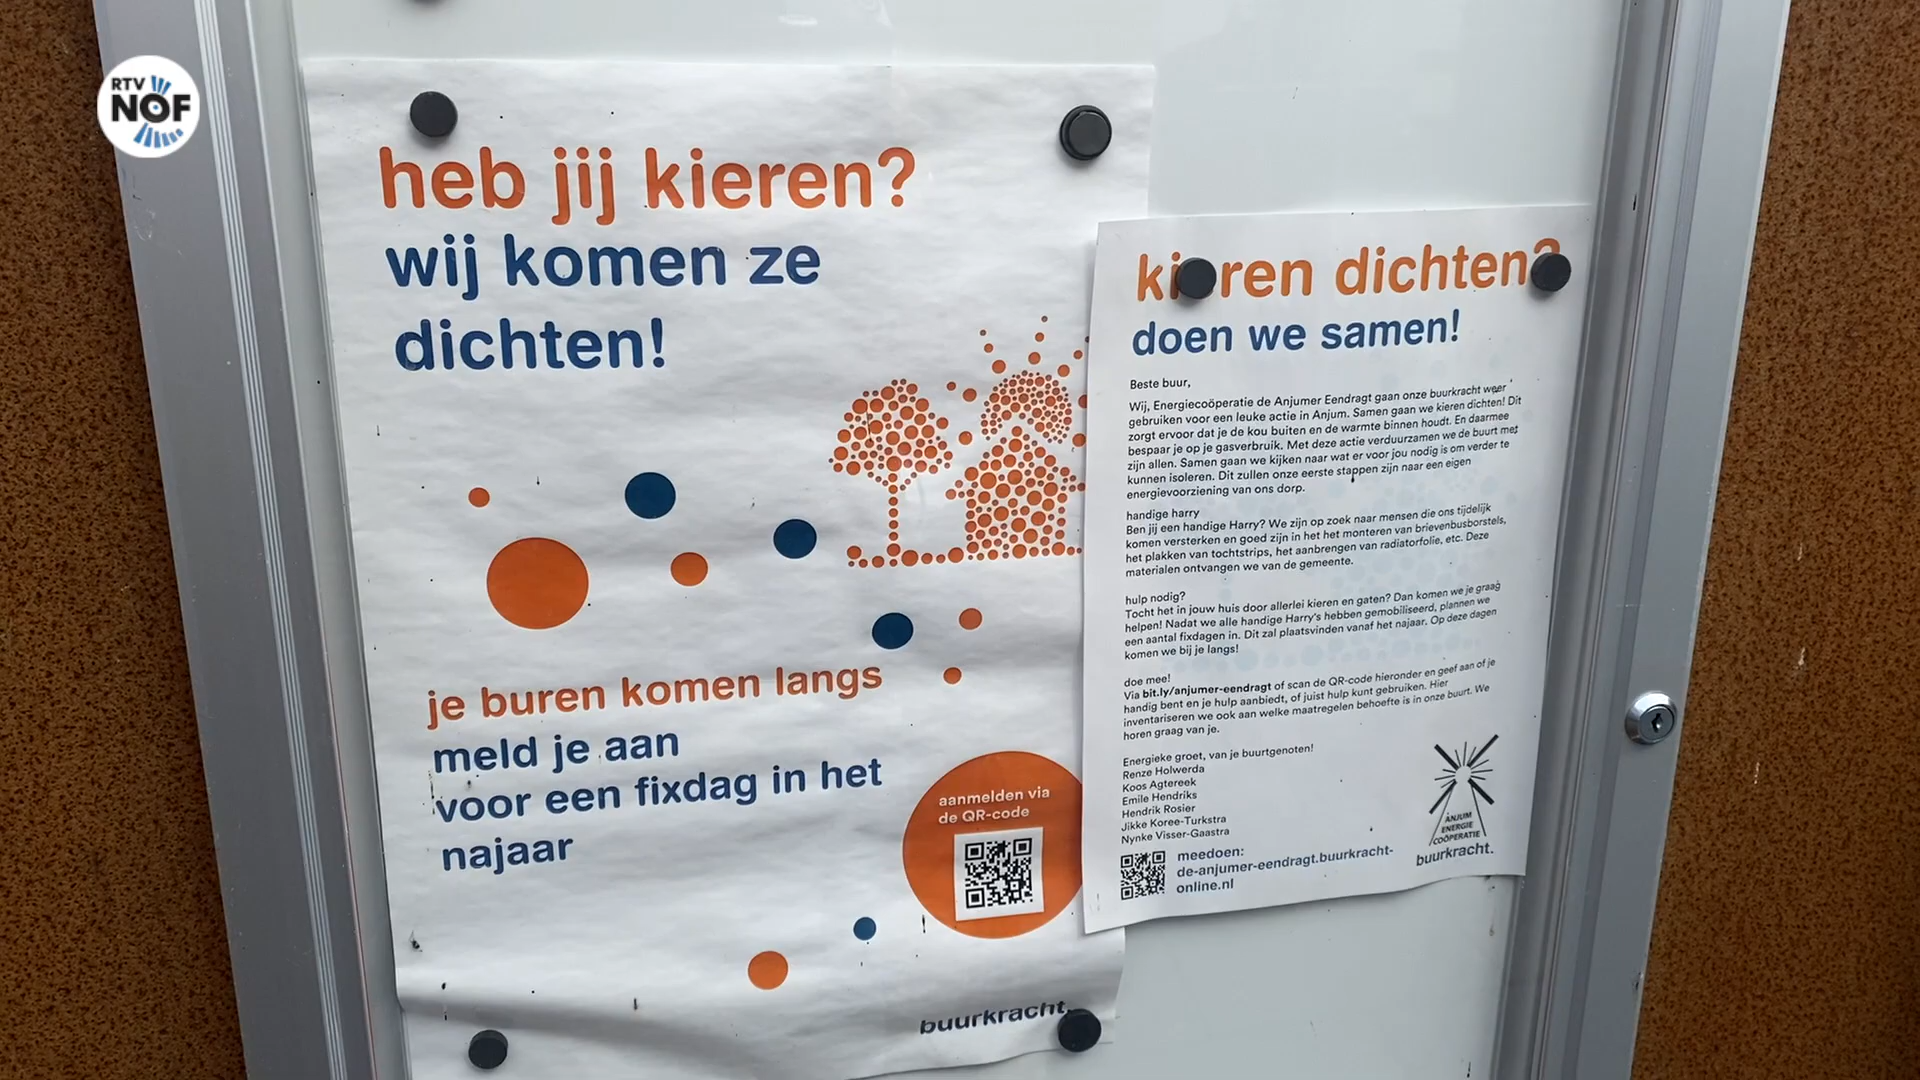 RTV
NOF
heb jij kieren?
wij komen ze
dichten!
je buren komen langs
meld je aan
voor een fixdag in het
najaar
aanmelden via
de QR-code
buurkracht.
kieren dichten?
doen we samen!
Beste buur,
Wij, Energiecoöperatie de Anjumer Eendragt gaan onze buurkracht weer
gebruiken voor een leuke actie in Anjum. Samen gaan we kieren dichten! Dit
zorgt ervoor dat je de kou buiten en de warmte binnen houdt. En daarmee
bespaar je op je gasverbruik. Met deze actie verduurzamen we de buurt met
zijn allen. Samen gaan we kijken naar wat er voor jou nodig is om verder te
kunnen isoleren. Dit zullen onze eerste stappen zijn naar een eigen
energievoorziening van ons dorp.
handige harry
Ben jij een handige Harry? We zijn op zoek naar mensen die ons tijdelijk
komen versterken en goed zijn in het het monteren van brievenbusborstels,
het plakken van tochtstrips, het aanbrengen van radiatorfolie, etc. Deze
materialen ontvangen we van de gemeente.
hulp nodig?
Tocht het in jouw huis door allerlei kieren en gaten? Dan komen we je graag
helpen! Nadat we alle handige Harry's hebben gemobiliseerd, plannen we
een aantal fixdagen in. Dit zal plaatsvinden vanaf het najaar. Op deze dagen
komen we bij je langs!
doe mee!
Via bit.ly/anjumer-eendragt of scan de QR-code hieronder en geef aan of je
handig bent en je hulp aanbiedt, of juist hulp kunt gebruiken. Hier
inventariseren we ook aan welke maatregelen behoefte is in onze buurt. We
horen graag van je.
Energieke groet, van je buurtgenoten!
Renze Holwerda
Koos Agtereek
Emile Hendriks
Hendrik Rosier
Jikke Koree-Turkstra
Nynke Visser-Gaastra
meedoen:
de-anjumer-eendragt.buurkracht-
online.nl
ANJUM
ENERGIE
COÖPERATIE
buurkracht.